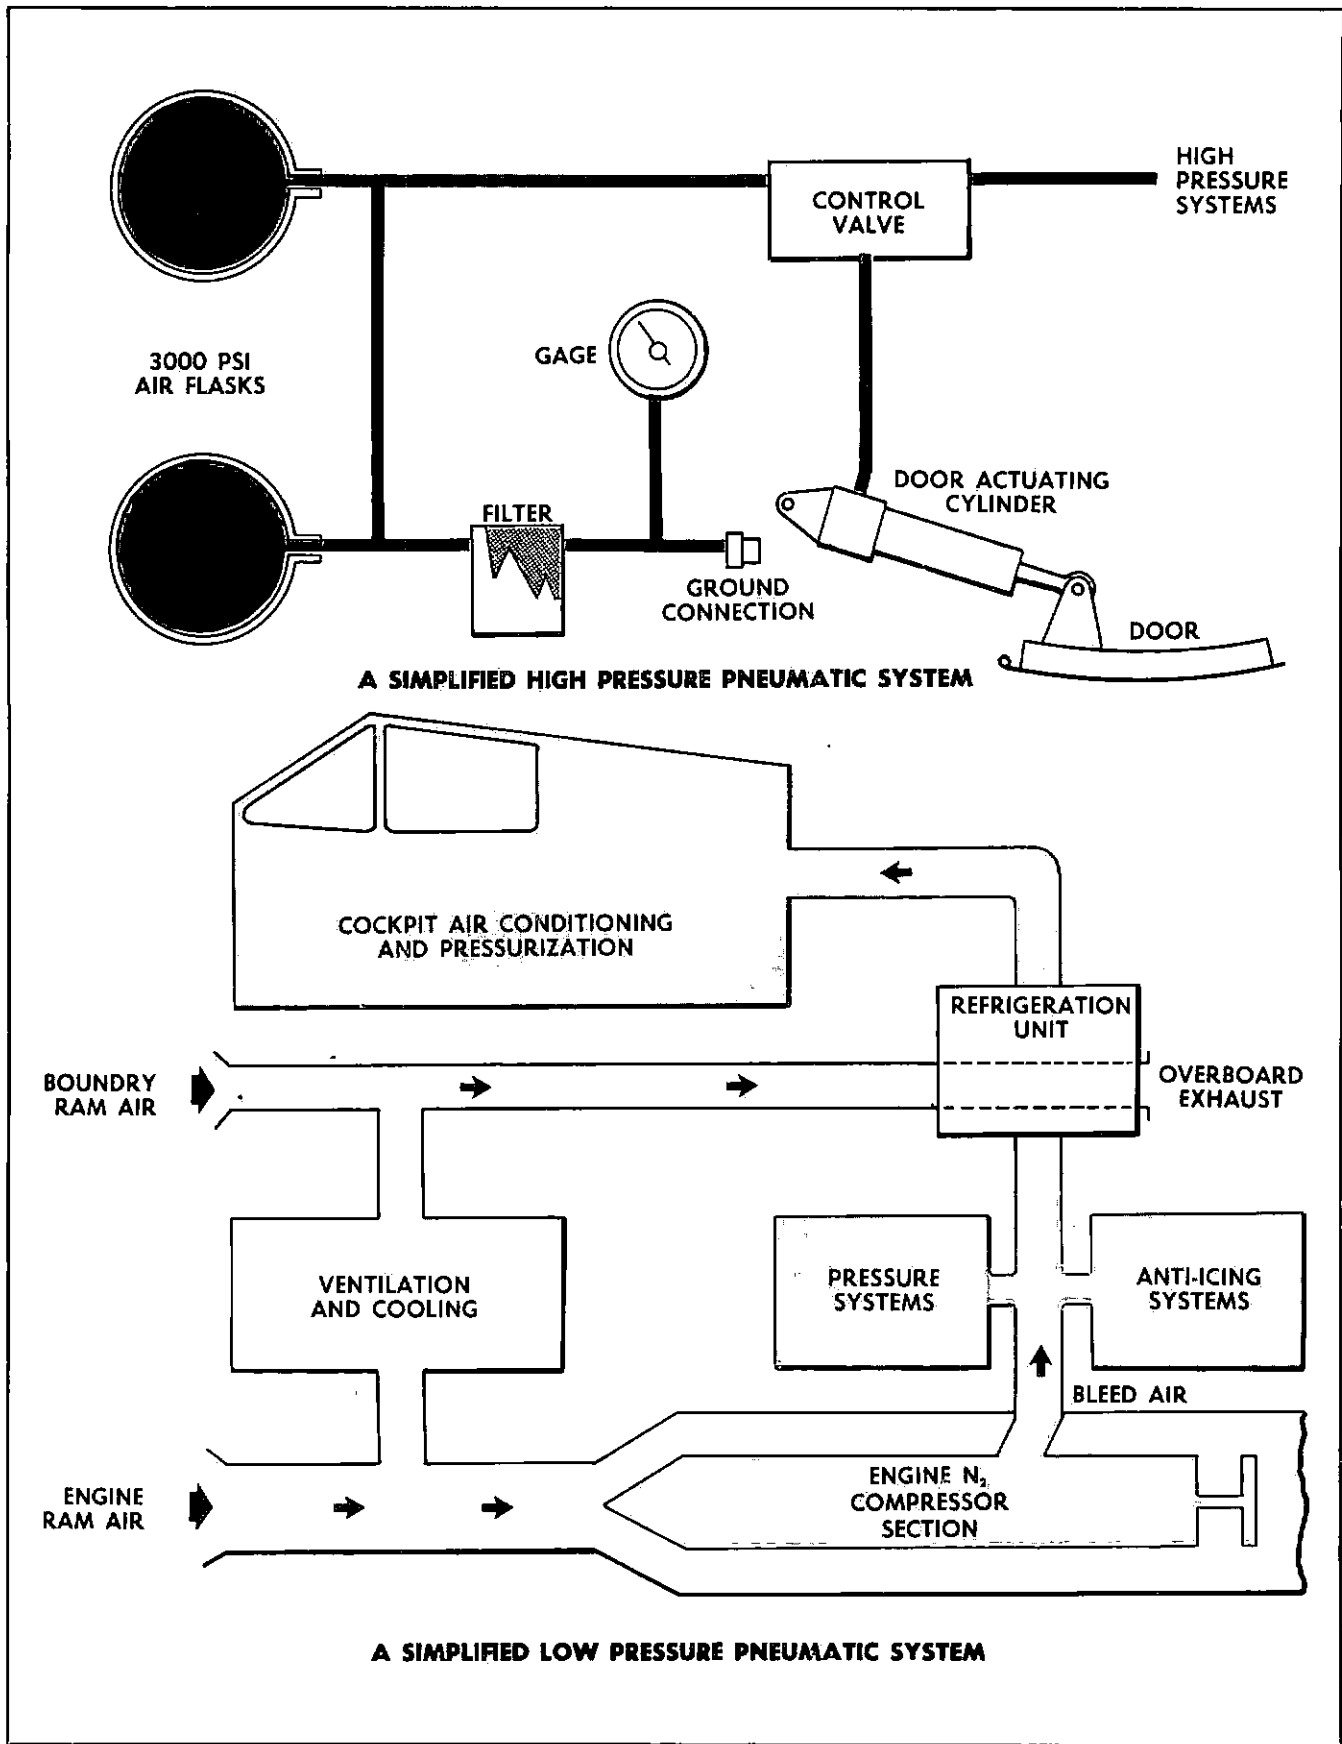 HIGH
PRESSURE
SYSTEMS
CONTROL
VALVE
3000 PSI
AIR FLASKS
GAGE
FILTER
DOOR ACTUATING
CYLINDER
GROUND
CONNECTION
DOOR
A SIMPLIFIED HIGH PRESSURE PNEUMATIC SYSTEM
COCKPIT AIR CONDITIONING
AND PRESSURIZATION
REFRIGERATION
UNIT
BOUNDRY
RAM AIR
OVERBOARD
EXHAUST
VENTILATION
AND COOLING
PRESSURE
SYSTEMS
ANTI-ICING
SYSTEMS
BLEED AIR
ENGINE
RAM AIR
ENGINE N₂
COMPRESSOR
SECTION
A SIMPLIFIED LOW PRESSURE PNEUMATIC SYSTEM